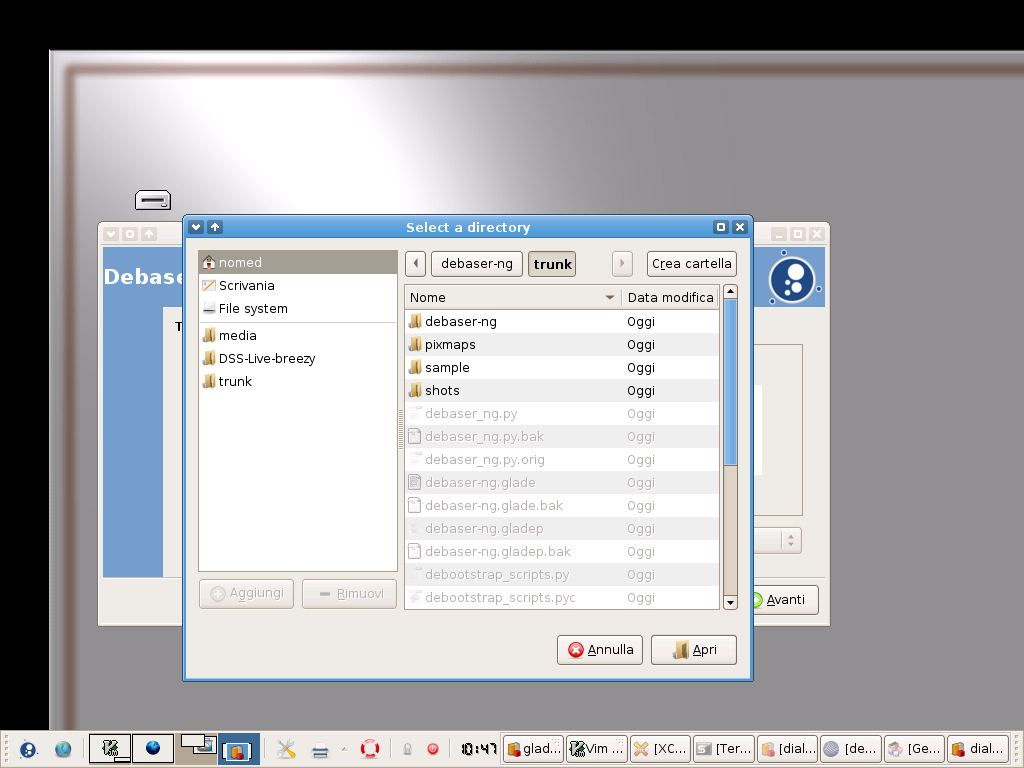 Select a directory
Debase
T
nomed
Scrivania
File system
media
DSS-Live-breezy
trunk
debaser-ng
trunk
Crea cartella
Nome
Data modifica
debaser-ng Oggi
pixmaps Oggi
sample Oggi
shots Oggi
debaser_ng.py Oggi
debaser_ng.py.bak Oggi
debaser_ng.py.orig Oggi
debaser-ng.glade Oggi
debaser-ng.glade.bak Oggi
debaser-ng.gladep Oggi
debaser-ng.gladep.bak Oggi
debootstrap_scripts.py Oggi
debootstrap_scripts.pyc Oggi
Aggiungi
Rimuovi
Avanti
Annulla
Apri
10:47
glad...
Vim ...
[XC...
[Ter...
[dial...
[de...
[Ge...
dial...